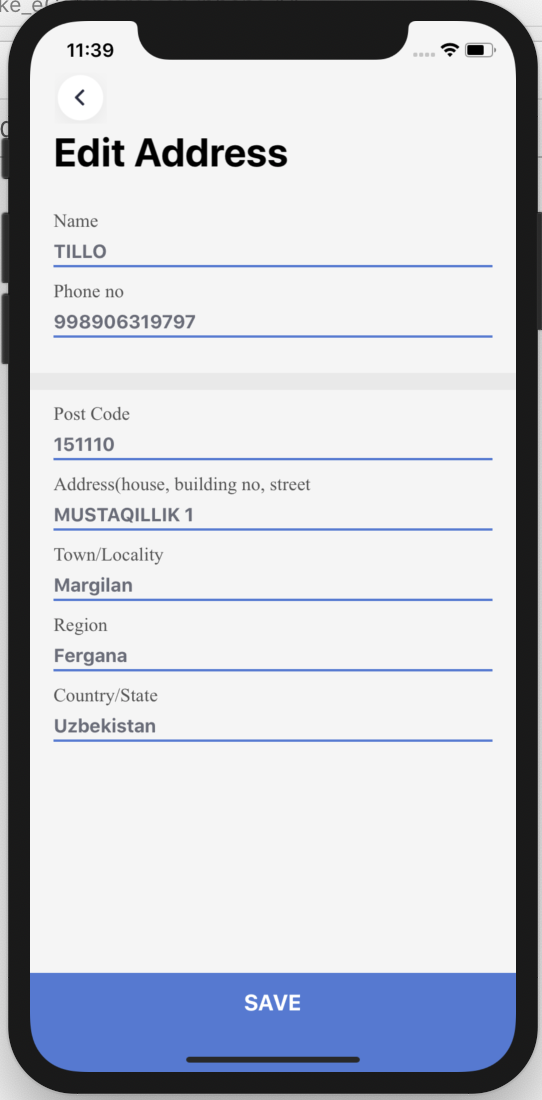 11:39
Edit Address
Name
TILLO
Phone no
998906319797
Post Code
151110
Address(house, building no, street
MUSTAQILLIK 1
Town/Locality
Margilan
Region
Fergana
Country/State
Uzbekistan
SAVE